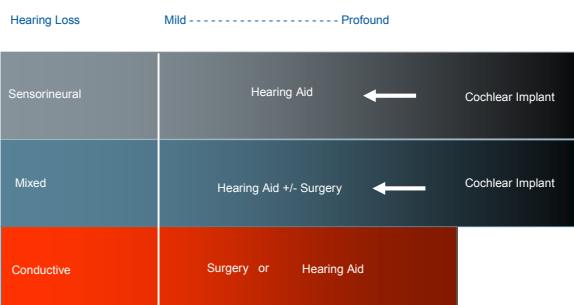 Hearing Loss Mild - - - - - - - - - - - - - - - - - - - - - Profound
Sensorineural Hearing Aid Cochlear Implant
Mixed Hearing Aid +/- Surgery Cochlear Implant
Conductive Surgery or Hearing Aid